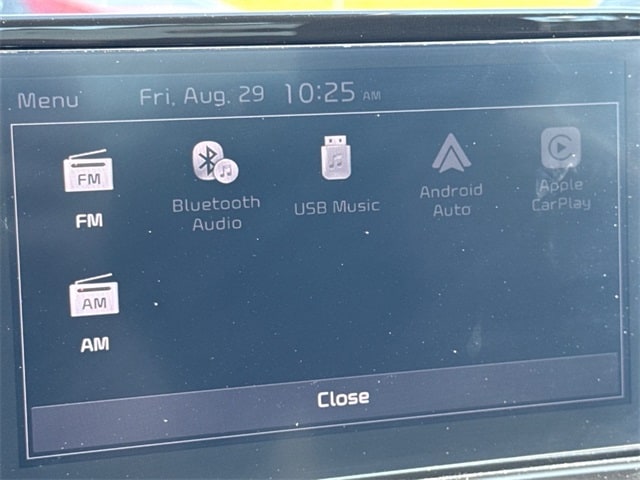 Menu
Fri, Aug. 29 10:25 AM
FM
FM
Bluetooth
Audio
USB Music
Android
Auto
Apple
CarPlay
AM
AM
Close